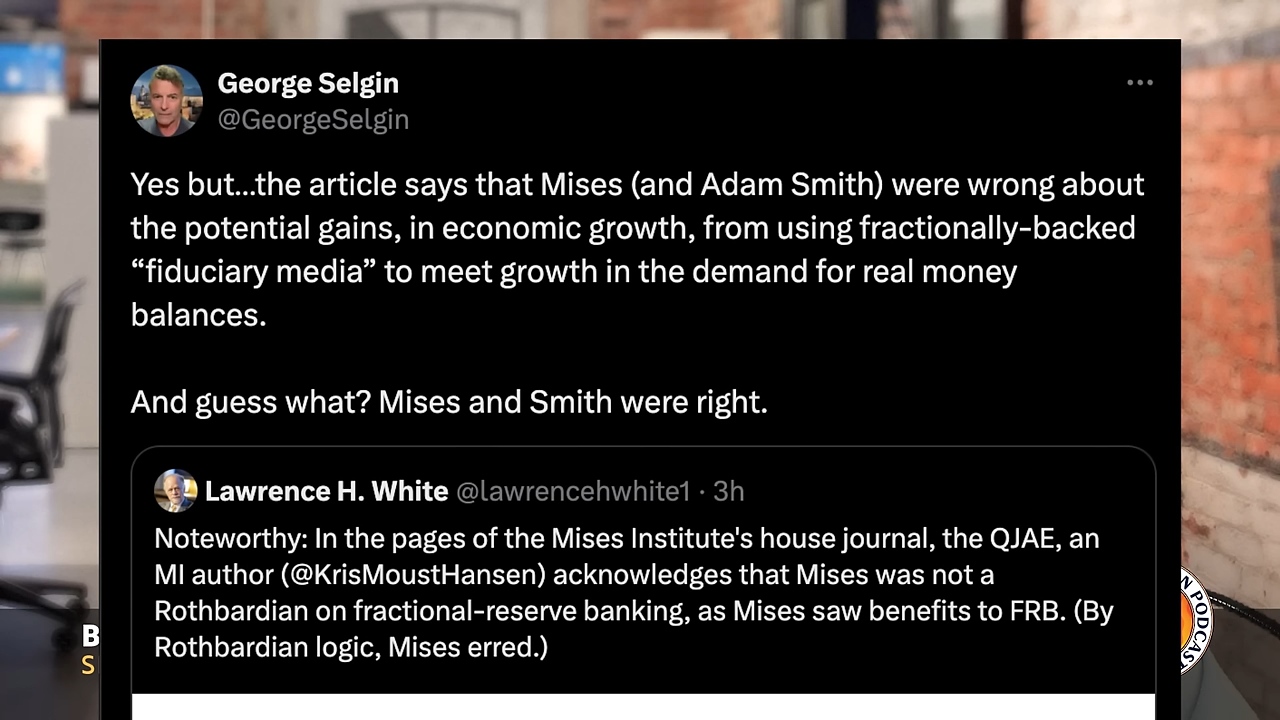 George Selgin
@GeorgeSelgin
Yes but...the article says that Mises (and Adam Smith) were wrong about
the potential gains, in economic growth, from using fractionally-backed
“fiduciary media” to meet growth in the demand for real money
balances.
And guess what? Mises and Smith were right.
Lawrence H. White @lawrencehwhite1 · 3h
Noteworthy: In the pages of the Mises Institute's house journal, the QJAE, an
MI author (@KrisMoustHansen) acknowledges that Mises was not a
Rothbardian on fractional-reserve banking, as Mises saw benefits to FRB. (By
Rothbardian logic, Mises erred.)
B
S
N PODCAS